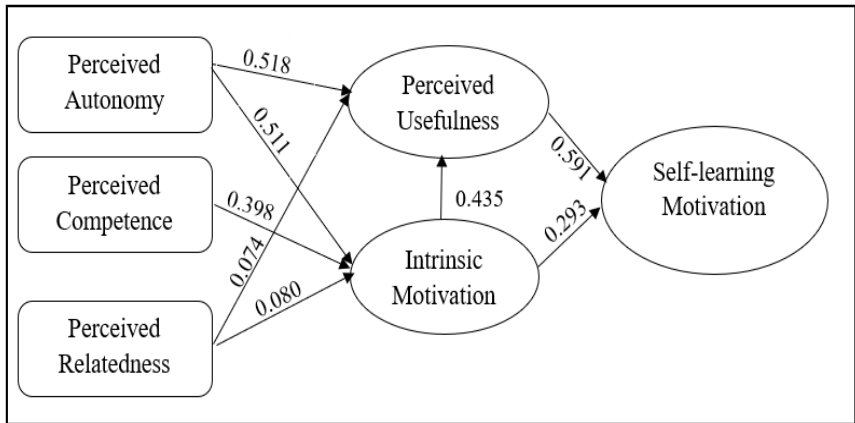 Perceived
Autonomy
0.518
0.511
Perceived
Usefulness
0.591
Self-learning
Motivation
Perceived
Competence
0.398
0.435
0.293
0.074
Intrinsic
Motivation
Perceived
Relatedness
0.080